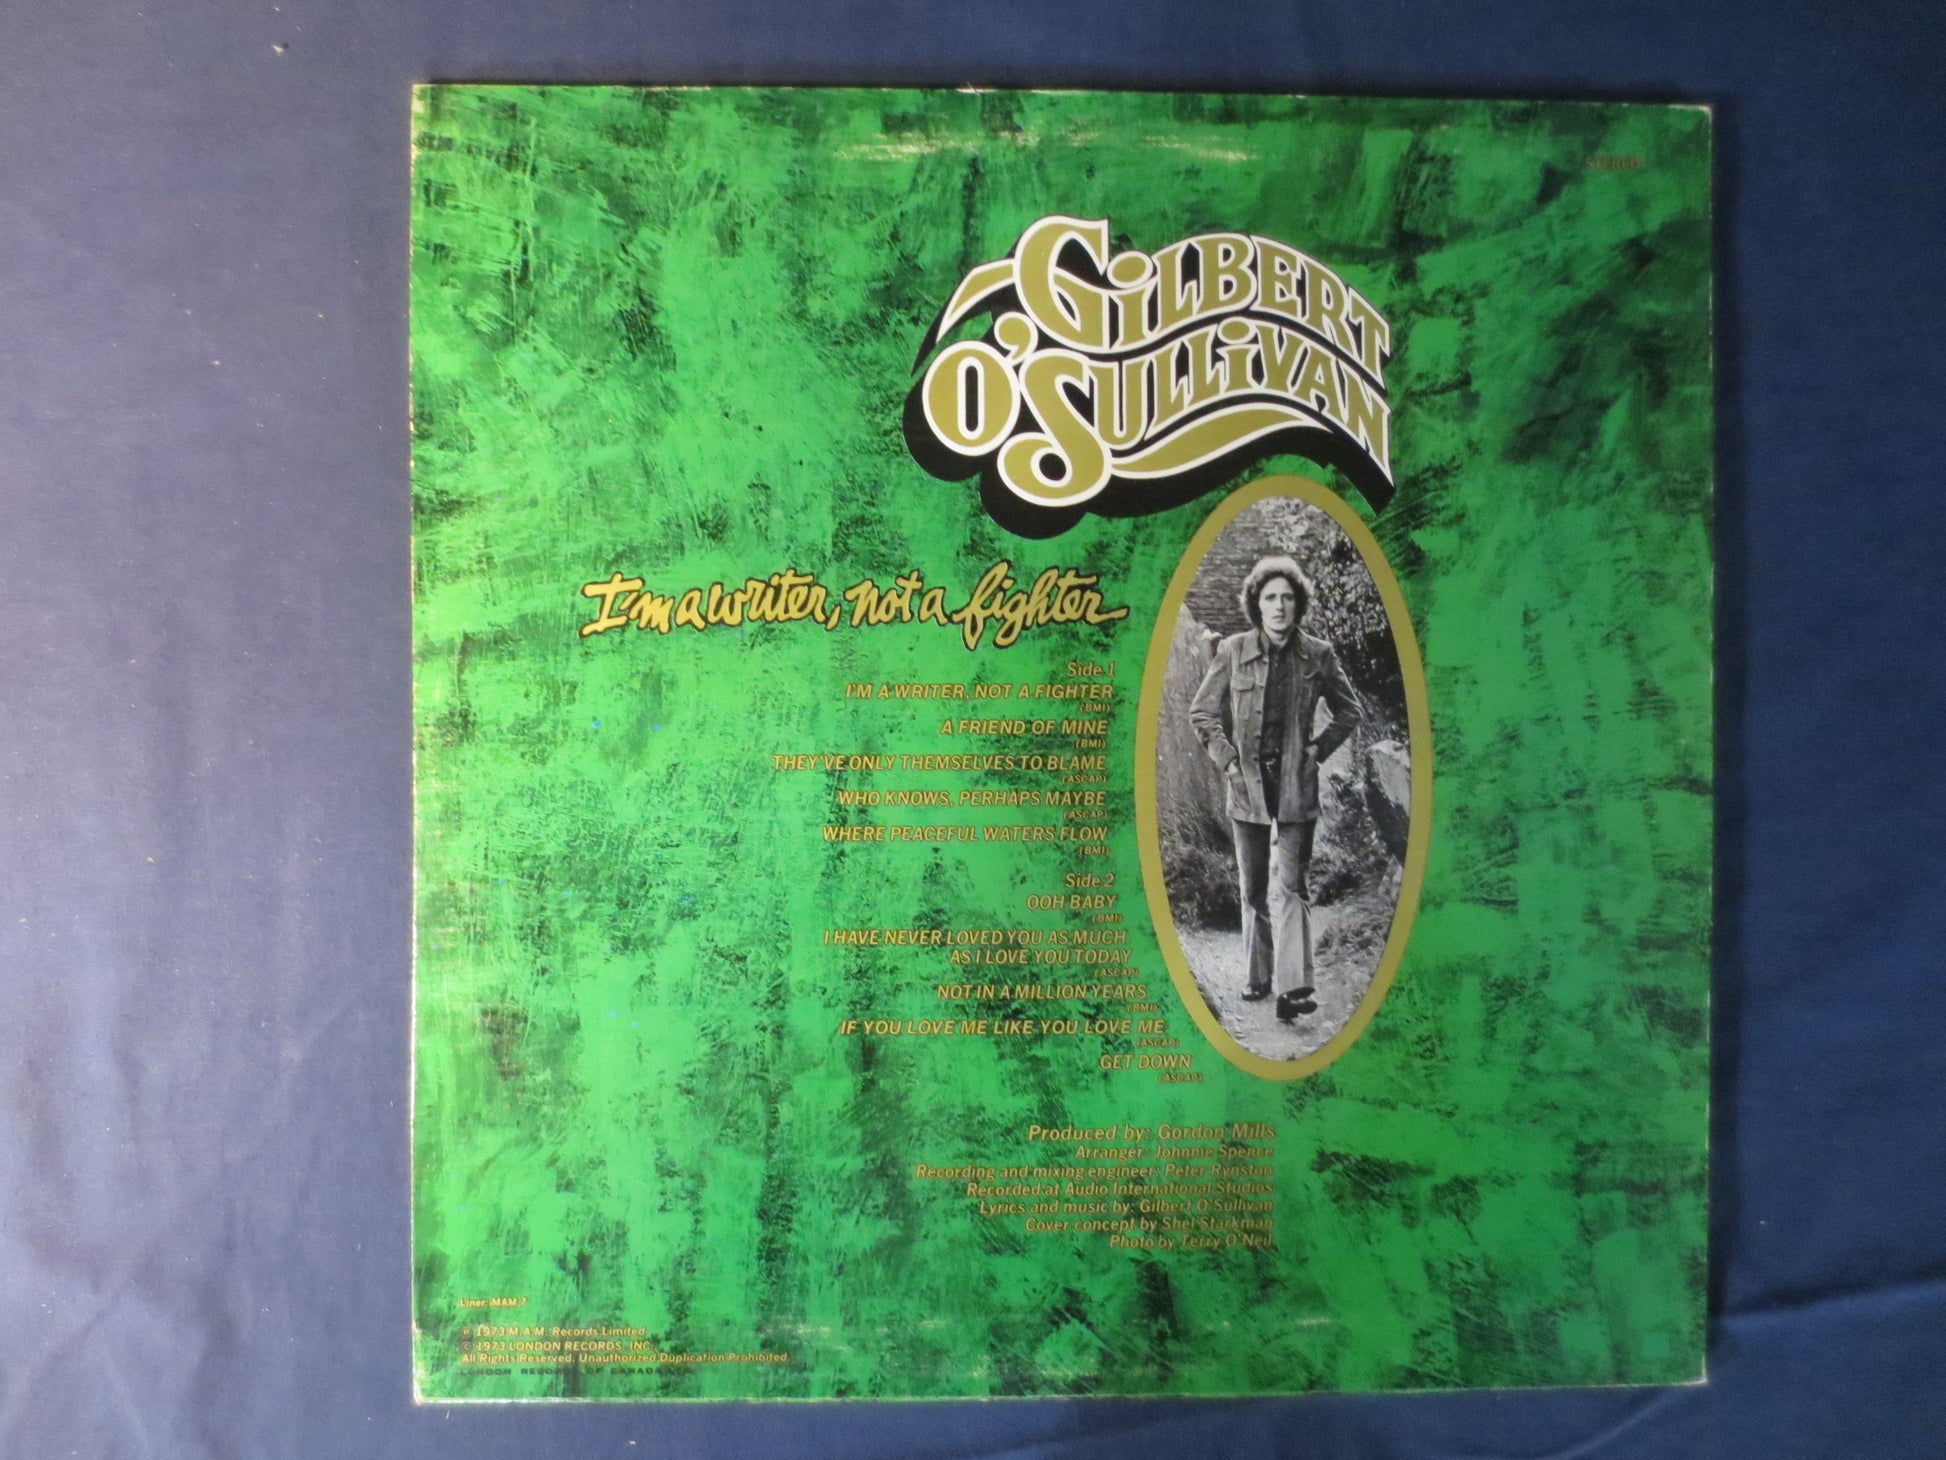 STEREO
GiLBERT
O'SULLiVAN
I'm a writer, not a fighter
Side 1
I'M A WRITER, NOT A FIGHTER
(BMI)
A FRIEND OF MINE
(BMI)
THEY'VE ONLY THEMSELVES TO BLAME
(ASCAP)
WHO KNOWS, PERHAPS MAYBE
(ASCAP)
WHERE PEACEFUL WATERS FLOW
(BMI)
Side 2
OOH BABY
(BMI)
I HAVE NEVER LOVED YOU AS MUCH
AS I LOVE YOU TODAY
(ASCAP)
NOT IN A MILLION YEARS
(BMI)
IF YOU LOVE ME LIKE YOU LOVE ME
(ASCAP)
GET DOWN
(ASCAP)
Produced by: Gordon Mills
Arranger: Johnnie Spence
Recording and mixing engineer: Peter Rynston
Recorded at Audio International Studios
Lyrics and music by: Gilbert O'Sullivan
Cover concept by Shel Starkman
Photo by Terry O'Neil
Liner: MAM 7
℗ 1973 M.A.M. Records Limited
© 1973 LONDON RECORDS, INC.
All Rights Reserved. Unauthorized Duplication Prohibited.
LONDON RECORDS OF CANADA